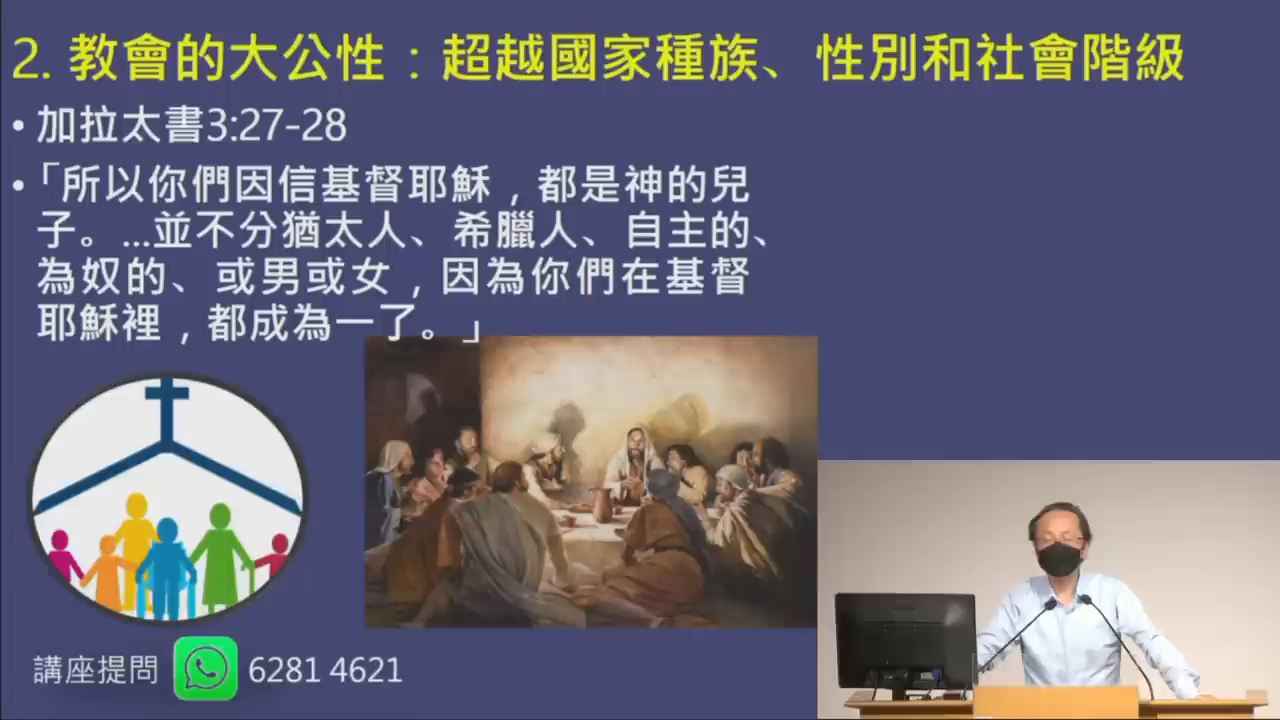 2. 教會的大公性：超越國家種族、性別和社會階級
• 加拉太書3:27-28
• 「所以你們因信基督耶穌，都是神的兒
子。...並不分猶太人、希臘人、自主的、
為奴的、或男或女，因為你們在基督
耶穌裡，都成為一了。」
講座提問 6281 4621